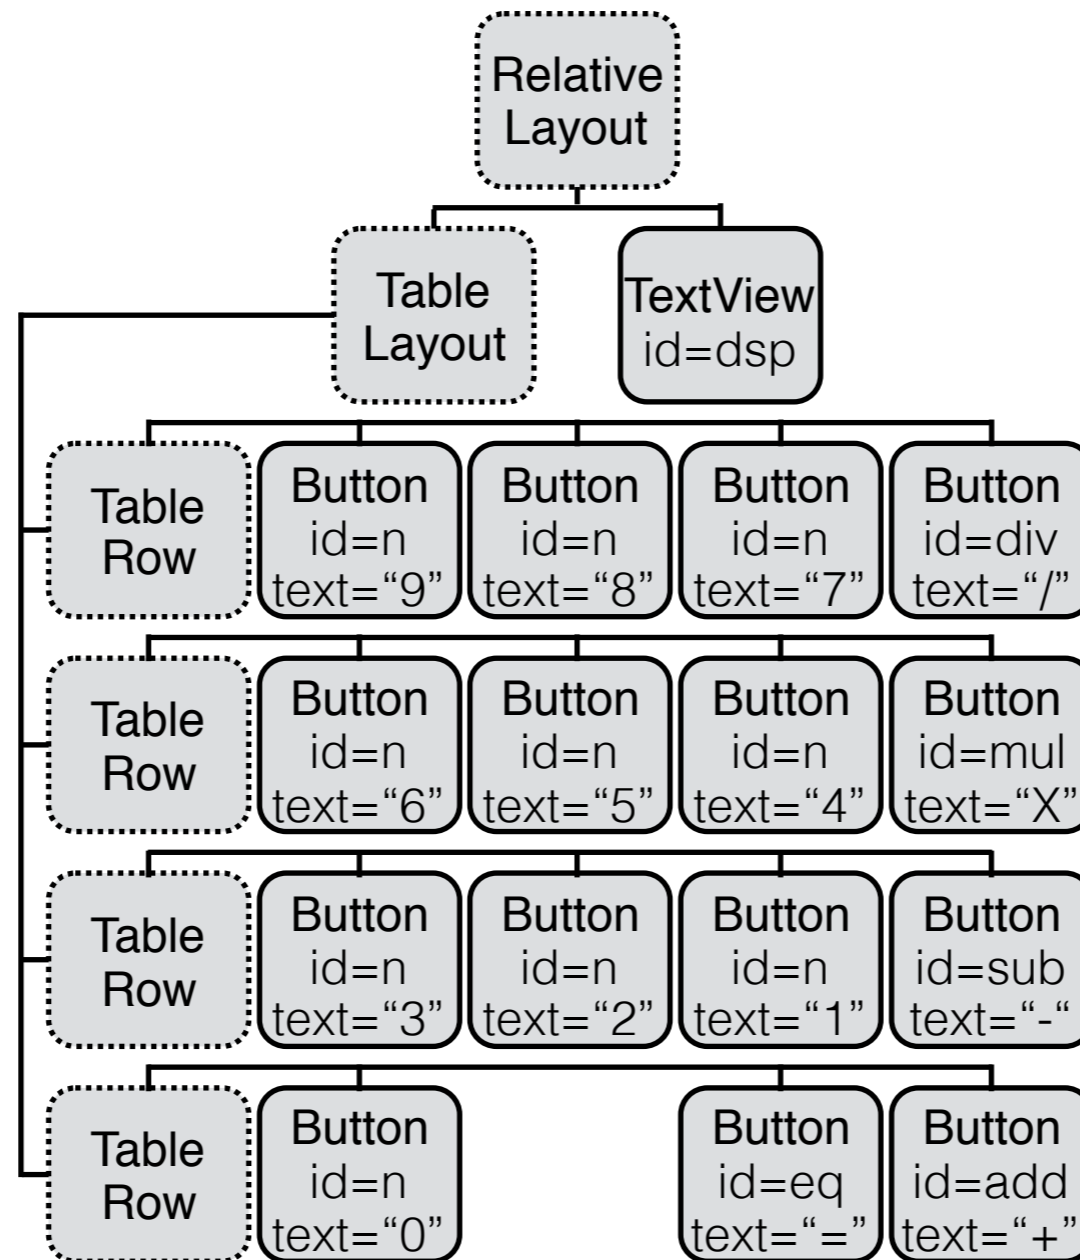 Relative
Layout
Table
Layout
TextView
id=dsp
Table
Row
Button
id=n
text=“9”
Button
id=n
text=“8”
Button
id=n
text=“7”
Button
id=div
text=“/”
Table
Row
Button
id=n
text=“6”
Button
id=n
text=“5”
Button
id=n
text=“4”
Button
id=mul
text=“X”
Table
Row
Button
id=n
text=“3”
Button
id=n
text=“2”
Button
id=n
text=“1”
Button
id=sub
text=“-“
Table
Row
Button
id=n
text=“0”
Button
id=eq
text=“=”
Button
id=add
text=“+”